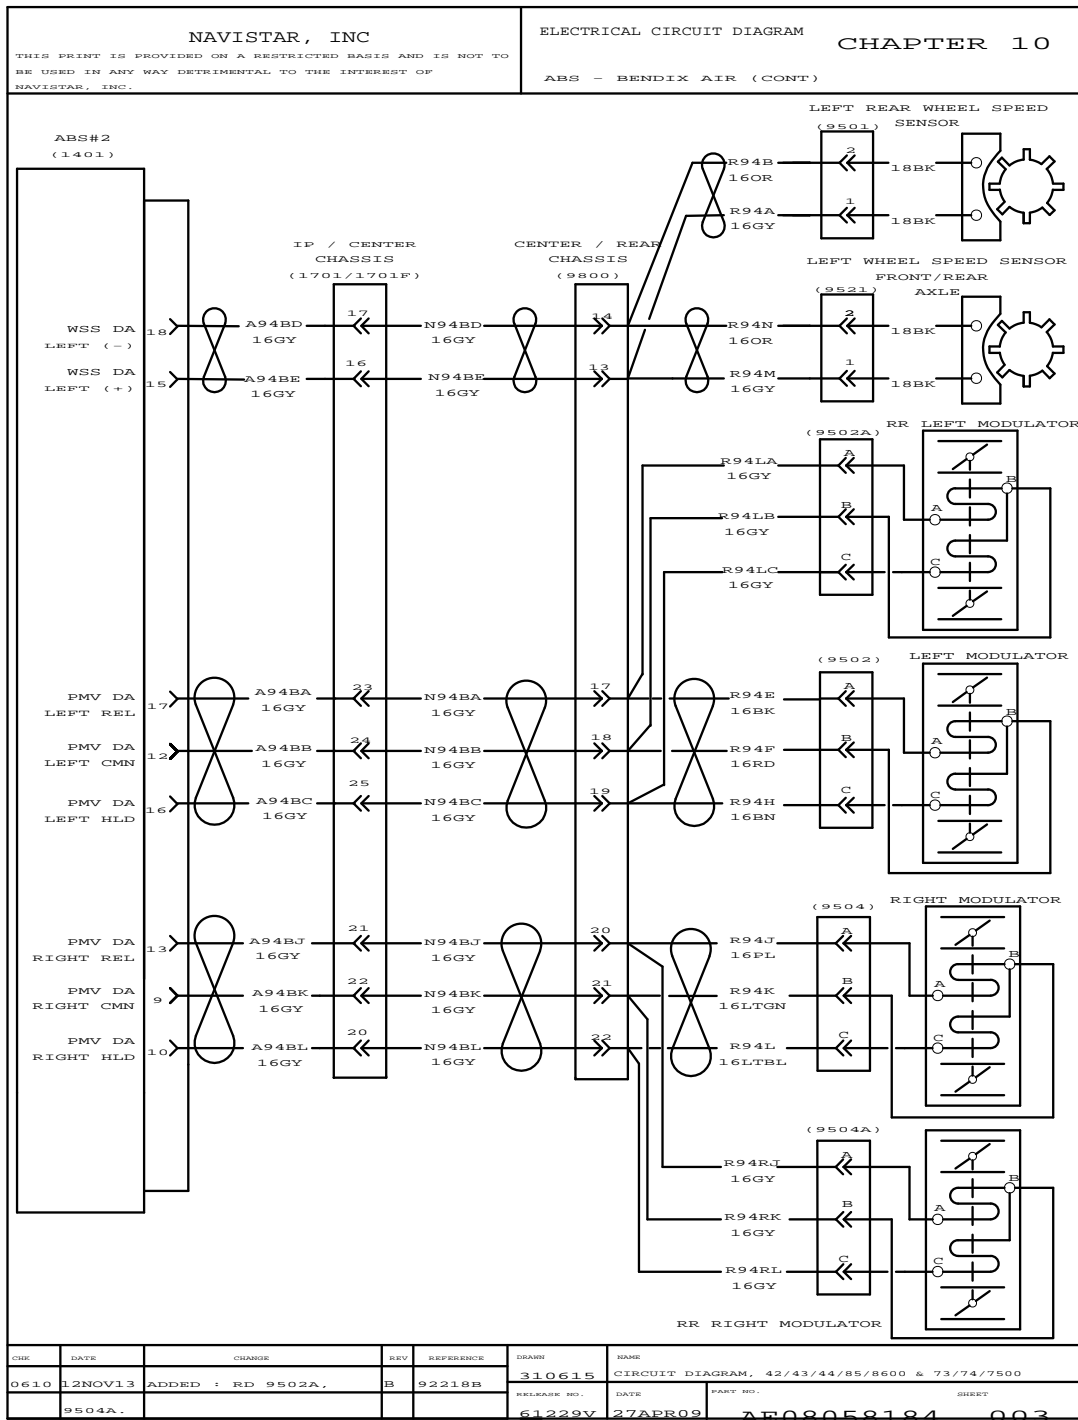 NAVISTAR, INC
THIS PRINT IS PROVIDED ON A RESTRICTED BASIS AND IS NOT TO
BE USED IN ANY WAY DETRIMENTAL TO THE INTEREST OF
NAVISTAR, INC.
ELECTRICAL CIRCUIT DIAGRAM
CHAPTER 10
ABS - BENDIX AIR (CONT)
ABS#2
(1401)
IP / CENTER
CHASSIS
(1701/1701F)
CENTER / REAR
CHASSIS
(9800)
LEFT REAR WHEEL SPEED
SENSOR
(9501)
R94B
16OR
2
18BK
R94A
16GY
1
18BK
LEFT WHEEL SPEED SENSOR
FRONT/REAR
AXLE
(9521)
WSS DA
LEFT (-)
18
A94BD
16GY
17
N94BD
16GY
14
R94N
16OR
2
18BK
WSS DA
LEFT (+)
15
A94BE
16GY
16
N94BE
16GY
13
R94M
16GY
1
18BK
RR LEFT MODULATOR
(9502A)
R94LA
16GY
A
R94LB
16GY
B
R94LC
16GY
C
A
B
C
LEFT MODULATOR
(9502)
PMV DA
LEFT REL
17
A94BA
16GY
23
N94BA
16GY
17
R94E
16BK
A
PMV DA
LEFT CMN
12
A94BB
16GY
24
N94BB
16GY
18
R94F
16RD
B
PMV DA
LEFT HLD
16
A94BC
16GY
25
N94BC
16GY
19
R94H
16BN
C
A
B
C
RIGHT MODULATOR
(9504)
PMV DA
RIGHT REL
13
A94BJ
16GY
21
N94BJ
16GY
20
R94J
16PL
A
PMV DA
RIGHT CMN
9
A94BK
16GY
22
N94BK
16GY
21
R94K
16LTGN
B
PMV DA
RIGHT HLD
10
A94BL
16GY
20
N94BL
16GY
22
R94L
16LTBL
C
A
B
C
(9504A)
R94RJ
16GY
A
R94RK
16GY
B
R94RL
16GY
C
A
B
C
RR RIGHT MODULATOR
CHK DATE CHANGE REV REFERENCE
0610 12NOV13 ADDED : RD 9502A, B 92218B
9504A.
DRAWN
310615
NAME
CIRCUIT DIAGRAM, 42/43/44/85/8600 & 73/74/7500
RELEASE NO.
61229V
DATE
27APR09
PART NO.
AF08058184
SHEET
003